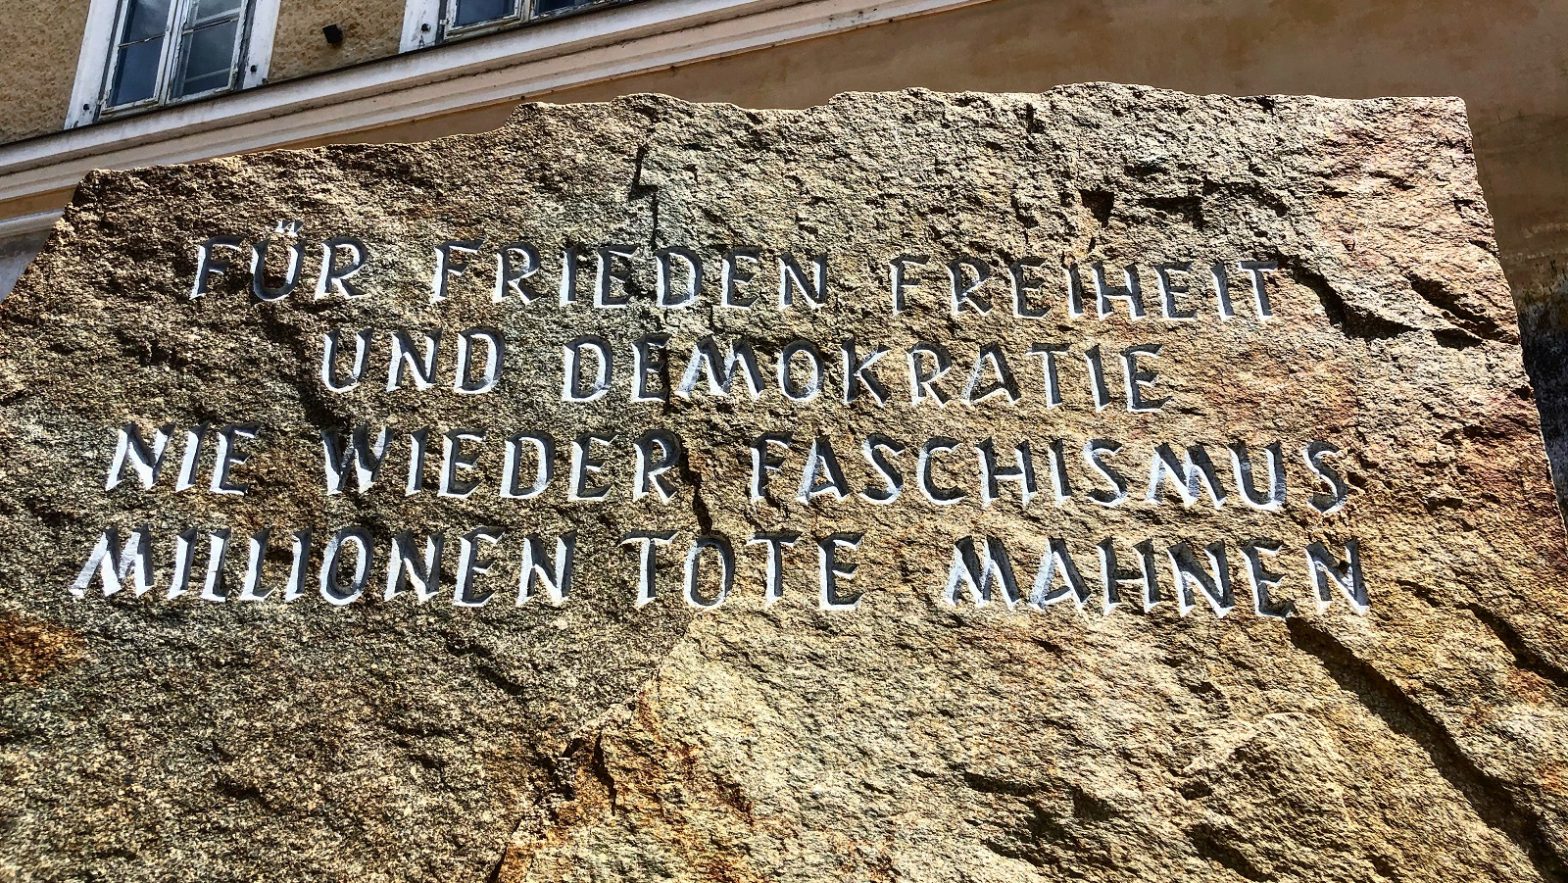 FÜR FRIEDEN FREIHEIT
UND DEMOKRATIE
NIE WIEDER FASCHISMUS
MILLIONEN TOTE MAHNEN